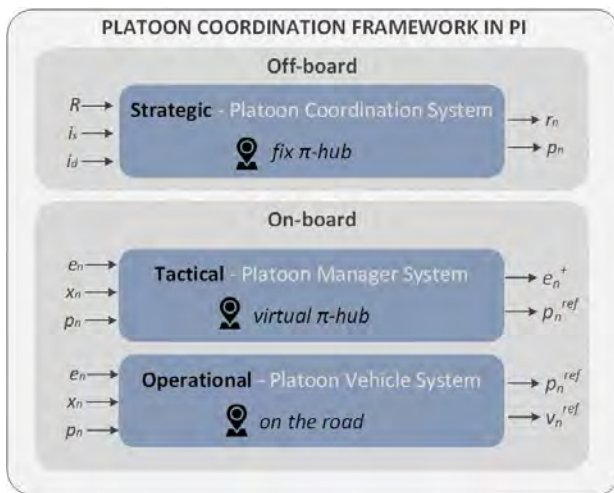 PLATOON COORDINATION FRAMEWORK IN PI
Off-board
R
Strategic - Platoon Coordination System
rₙ
iₛ
fix π-hub
pₙ
i_d
On-board
eₙ
Tactical - Platoon Manager System
eₙ⁺
xₙ
virtual π-hub
pₙʳᵉᶠ
pₙ
eₙ
Operational - Platoon Vehicle System
pₙʳᵉᶠ
xₙ
on the road
vₙʳᵉᶠ
pₙ